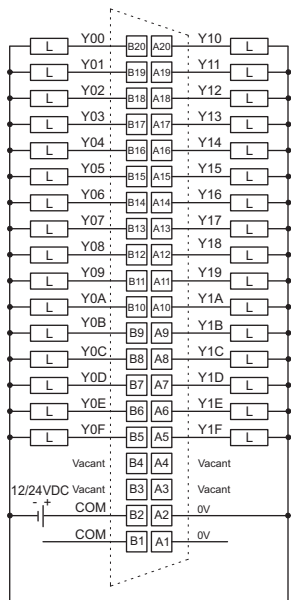 L Y00 B20 A20 Y10 L
L Y01 B19 A19 Y11 L
L Y02 B18 A18 Y12 L
L Y03 B17 A17 Y13 L
L Y04 B16 A16 Y14 L
L Y05 B15 A15 Y15 L
L Y06 B14 A14 Y16 L
L Y07 B13 A13 Y17 L
L Y08 B12 A12 Y18 L
L Y09 B11 A11 Y19 L
L Y0A B10 A10 Y1A L
L Y0B B9 A9 Y1B L
L Y0C B8 A8 Y1C L
L Y0D B7 A7 Y1D L
L Y0E B6 A6 Y1E L
L Y0F B5 A5 Y1F L
Vacant B4 A4 Vacant
12/24VDC Vacant B3 A3 Vacant
- + COM B2 A2 0V
COM B1 A1 0V